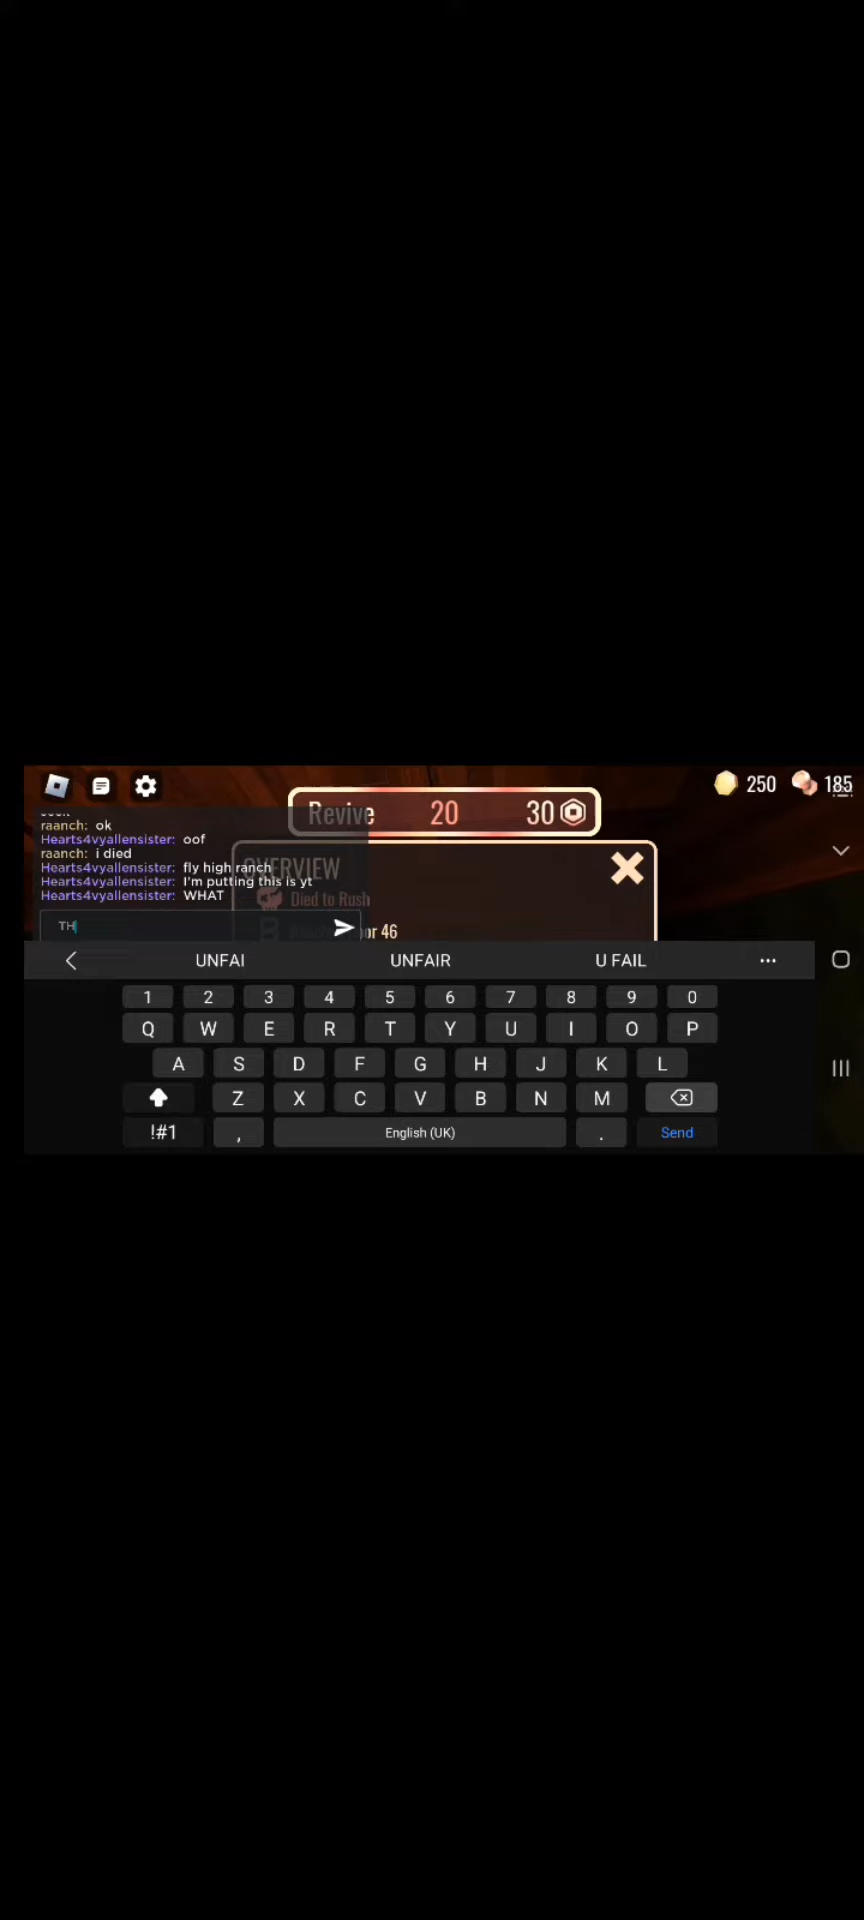 250 185
Revive 20 30
raanch: ok
Hearts4vyallensister: oof
raanch: i died
Hearts4vyallensister: fly high ranch
Hearts4vyallensister: I'm putting this is yt
Hearts4vyallensister: WHAT
OVERVIEW
Died to Rush
or 46
TH
UNFAI UNFAIR U FAIL ...
1 2 3 4 5 6 7 8 9 0
Q W E R T Y U I O P
A S D F G H J K L
Z X C V B N M
!#1 , English (UK) . Send